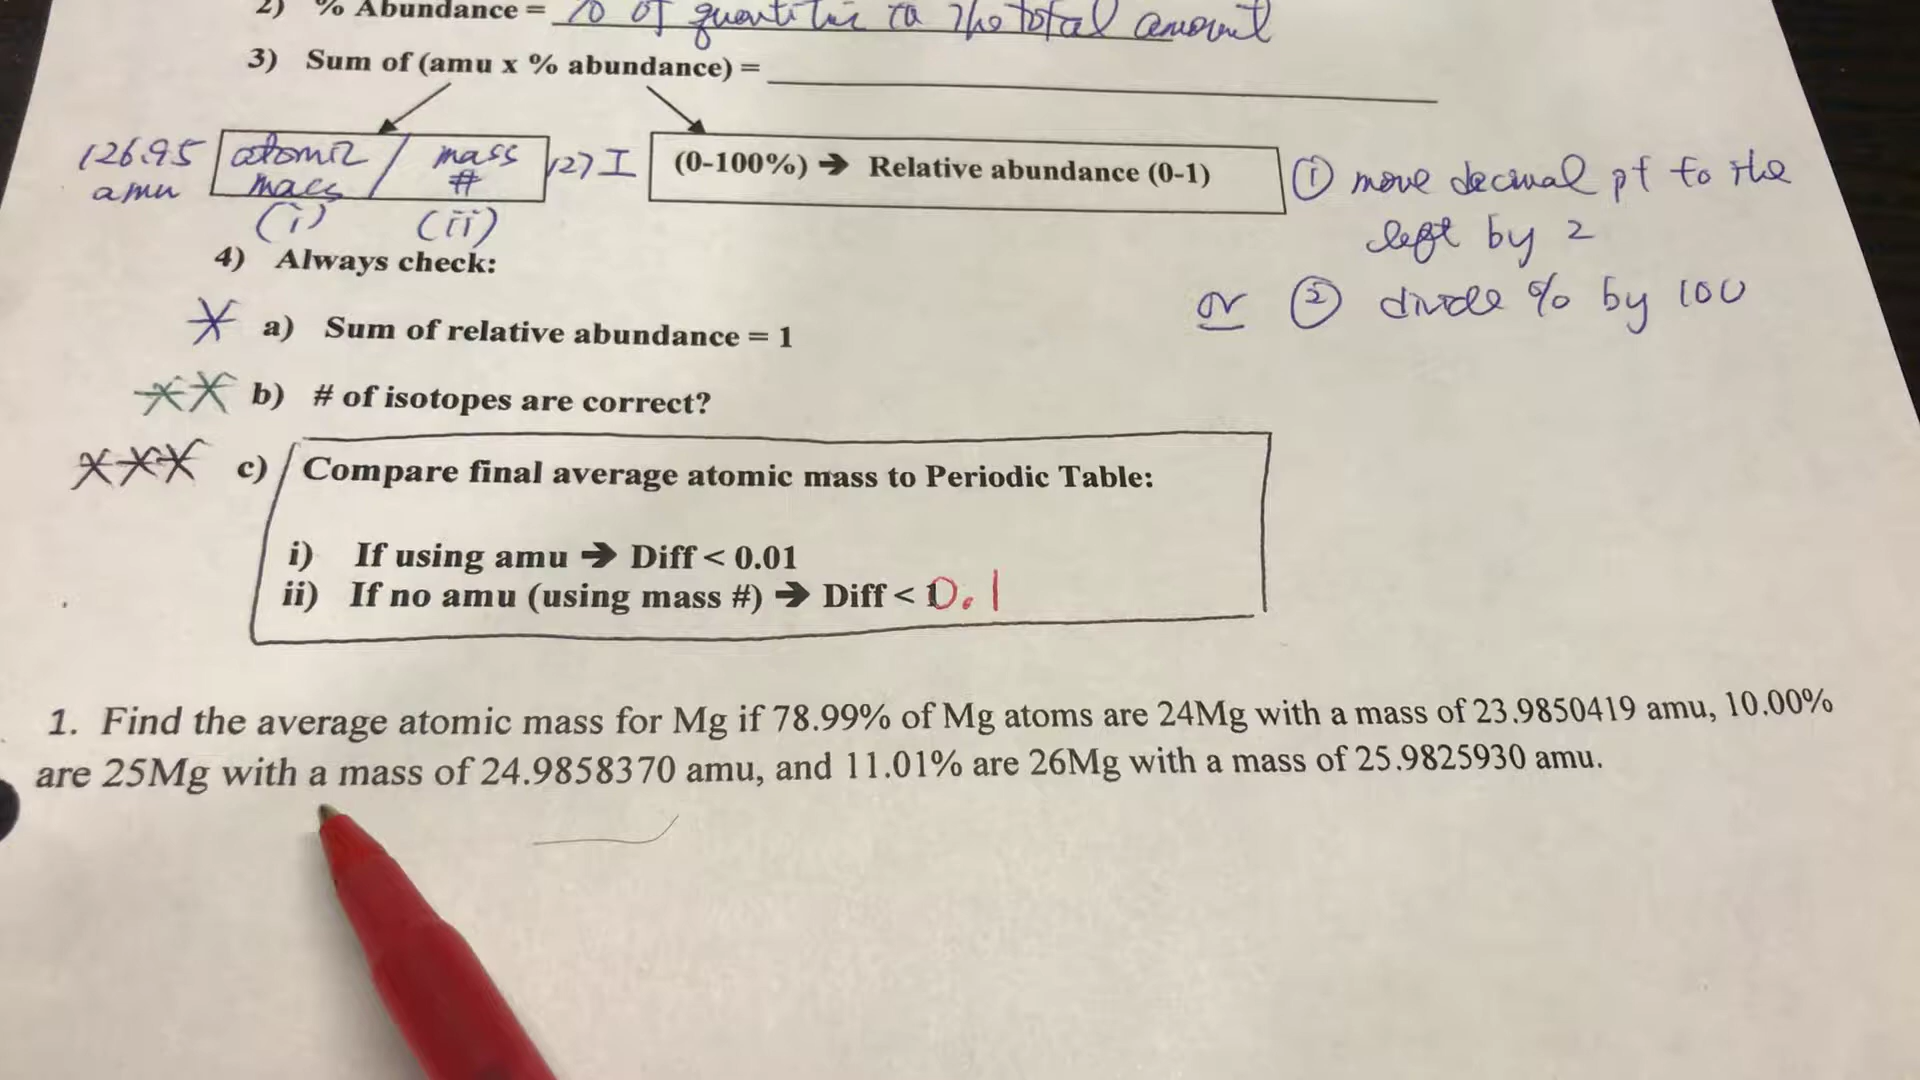 2) % Abundance = % of quantities to the total amount
3) Sum of (amu x % abundance) =
126.95 amu
atomic mass / mass #
(i) (ii)
127 I
(0-100%) ➔ Relative abundance (0-1)
① move decimal pt to the
left by 2
or ② divide % by 100
4) Always check:
* a) Sum of relative abundance = 1
** b) # of isotopes are correct?
*** c) Compare final average atomic mass to Periodic Table:
i) If using amu ➔ Diff < 0.01
ii) If no amu (using mass #) ➔ Diff < 0.1
1. Find the average atomic mass for Mg if 78.99% of Mg atoms are 24Mg with a mass of 23.9850419 amu, 10.00%
are 25Mg with a mass of 24.9858370 amu, and 11.01% are 26Mg with a mass of 25.9825930 amu.